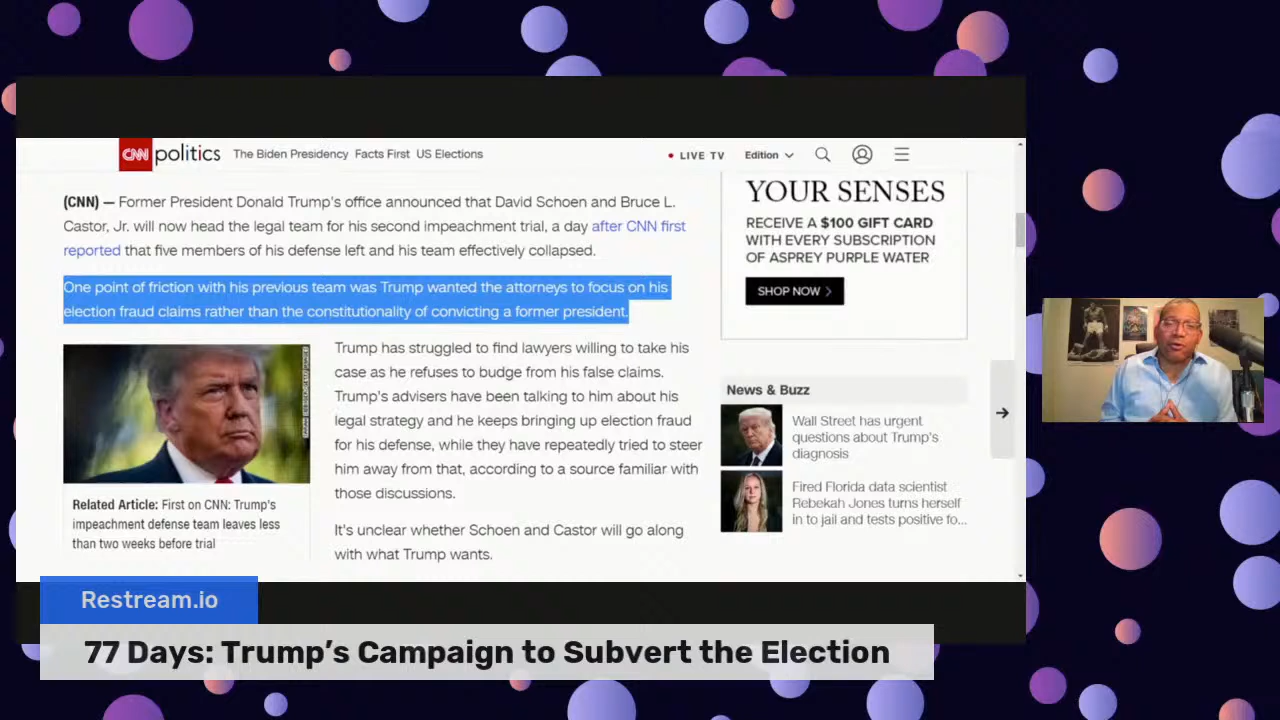 CNN politics The Biden Presidency Facts First US Elections LIVE TV Edition
(CNN) — Former President Donald Trump's office announced that David Schoen and Bruce L.
Castor, Jr. will now head the legal team for his second impeachment trial, a day after CNN first
reported that five members of his defense left and his team effectively collapsed.
One point of friction with his previous team was Trump wanted the attorneys to focus on his
election fraud claims rather than the constitutionality of convicting a former president.
Trump has struggled to find lawyers willing to take his
case as he refuses to budge from his false claims.
Trump's advisers have been talking to him about his
legal strategy and he keeps bringing up election fraud
for his defense, while they have repeatedly tried to steer
him away from that, according to a source familiar with
those discussions.
It's unclear whether Schoen and Castor will go along
with what Trump wants.
Related Article: First on CNN: Trump's
impeachment defense team leaves less
than two weeks before trial
YOUR SENSES
RECEIVE A $100 GIFT CARD
WITH EVERY SUBSCRIPTION
OF ASPREY PURPLE WATER
SHOP NOW
News & Buzz
Wall Street has urgent
questions about Trump's
diagnosis
Fired Florida data scientist
Rebekah Jones turns herself
in to jail and tests positive fo...
Restream.io
77 Days: Trump's Campaign to Subvert the Election